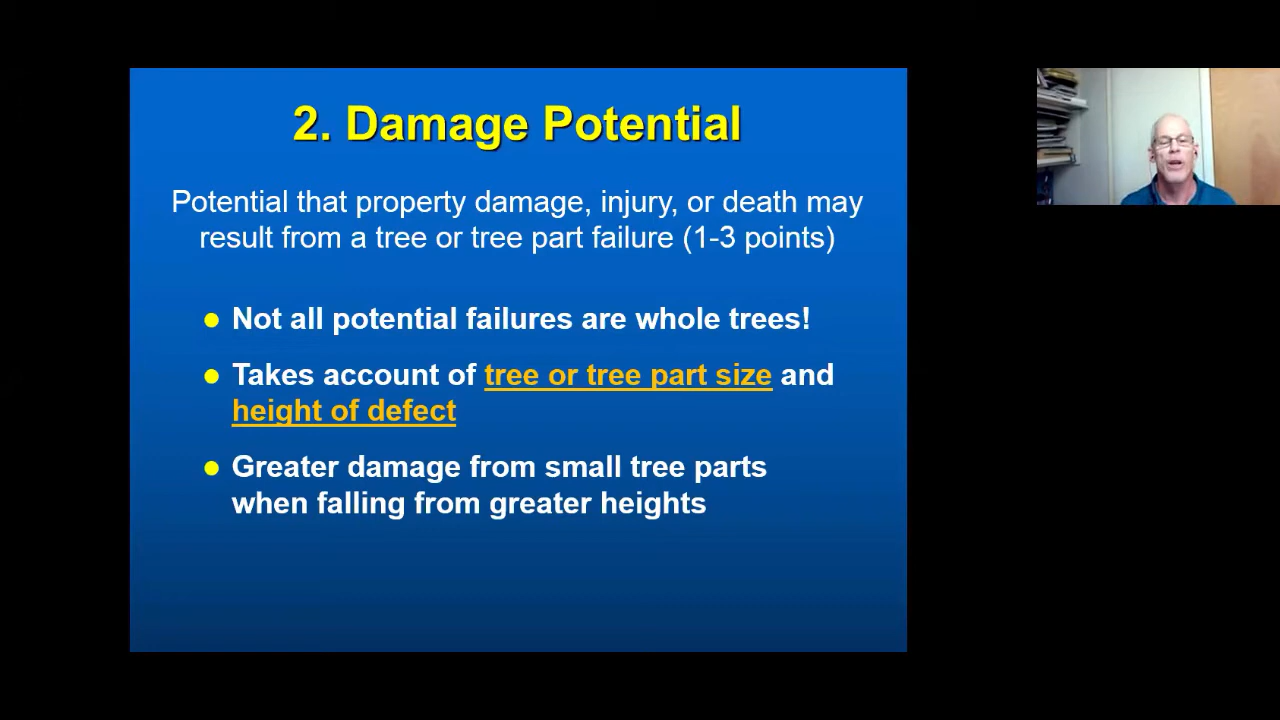 2. Damage Potential
Potential that property damage, injury, or death may
result from a tree or tree part failure (1-3 points)
Not all potential failures are whole trees!
Takes account of tree or tree part size and
height of defect
Greater damage from small tree parts
when falling from greater heights